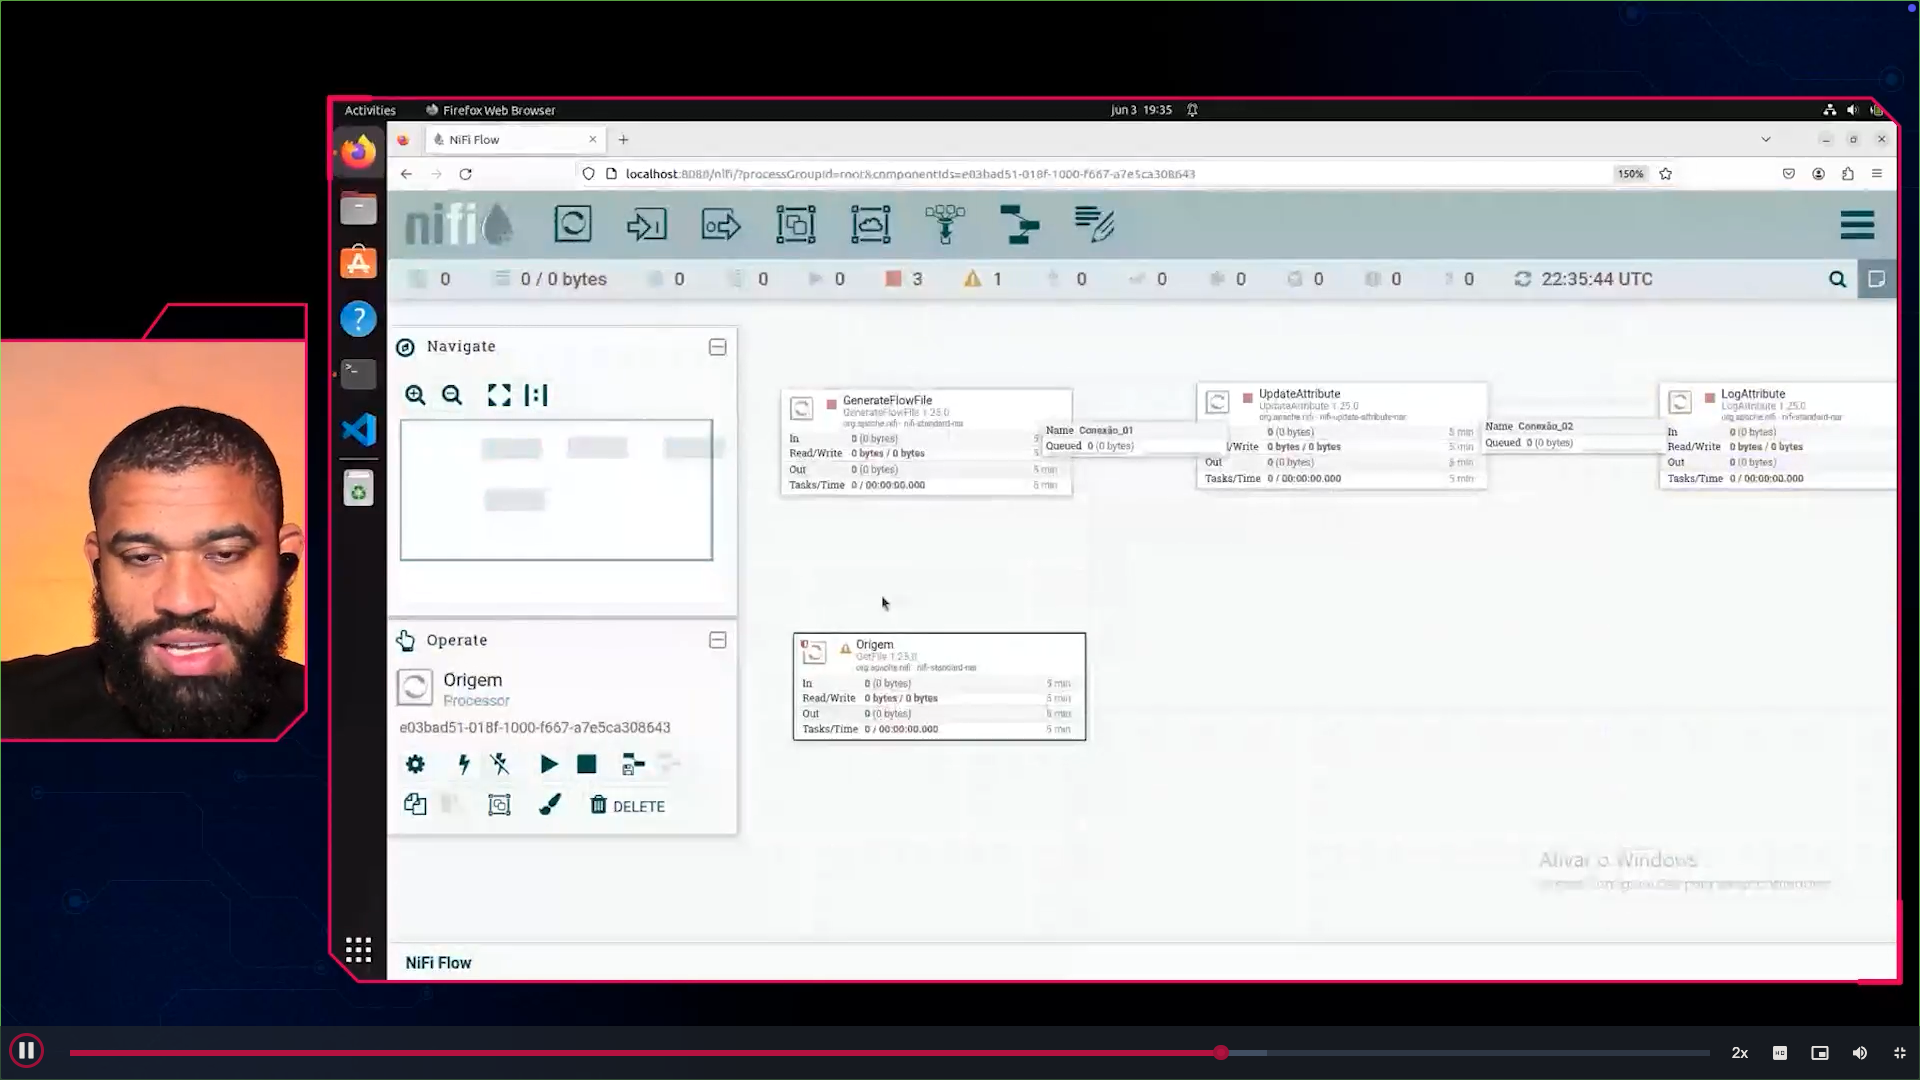 Activities Firefox Web Browser Jun 3 19:35
NiFi Flow
localhost:8080/nifi/?processGroupId=root&componentIds=e03bad51-018f-1000-f667-a7e5ca308643 150%
nifi
0 0 / 0 bytes 0 0 0 3 1 0 0 0 0 0 0 22:35:44 UTC
Navigate
GenerateFlowFile
GenerateFlowFile 1.25.0
org.apache.nifi - nifi-standard-nar
In 0 (0 bytes) 5
Read/Write 0 bytes / 0 bytes 5
Out 0 (0 bytes) 5 min
Tasks/Time 0 / 00:00:00.000 5 min
Name Conexão_01
Queued 0 (0 bytes)
UpdateAttribute
UpdateAttribute 1.25.0
org.apache.nifi - nifi-update-attribute-nar
0 (0 bytes) 5 min
/Write 0 bytes / 0 bytes 5 min
Out 0 (0 bytes) 5 min
Tasks/Time 0 / 00:00:00.000 5 min
Name Conexão_02
Queued 0 (0 bytes)
LogAttribute
LogAttribute 1.25.0
org.apache.nifi - nifi-standard-nar
In 0 (0 bytes)
Read/Write 0 bytes / 0 bytes
Out 0 (0 bytes)
Tasks/Time 0 / 00:00:00.000
Origem
GetFile 1.25.0
org.apache.nifi - nifi-standard-nar
In 0 (0 bytes) 5 min
Read/Write 0 bytes / 0 bytes 5 min
Out 0 (0 bytes) 5 min
Tasks/Time 0 / 00:00:00.000 5 min
Operate
Origem
Processor
e03bad51-018f-1000-f667-a7e5ca308643
DELETE
Ativar o Windows
NiFi Flow
2x